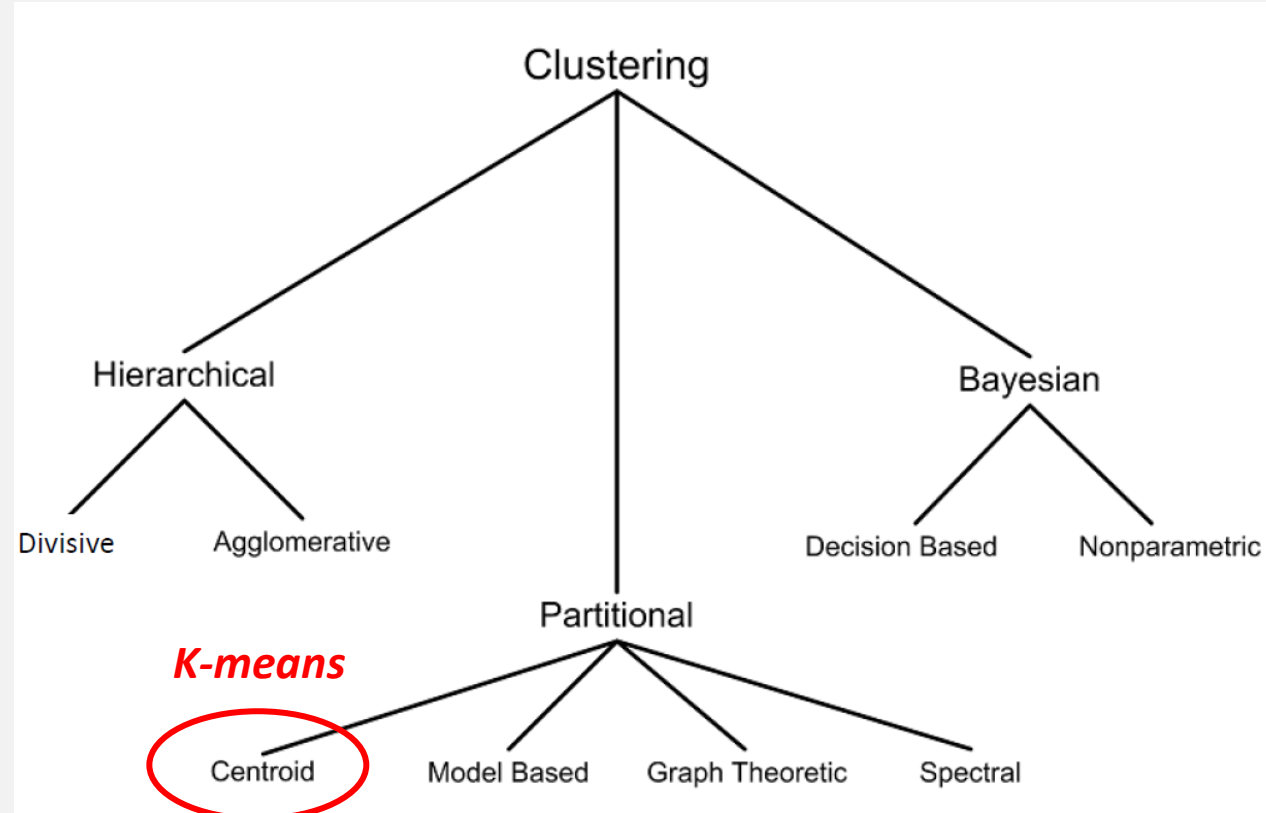 Clustering
Hierarchical
Bayesian
Divisive
Agglomerative
Decision Based
Nonparametric
Partitional
K-means
Centroid
Model Based
Graph Theoretic
Spectral